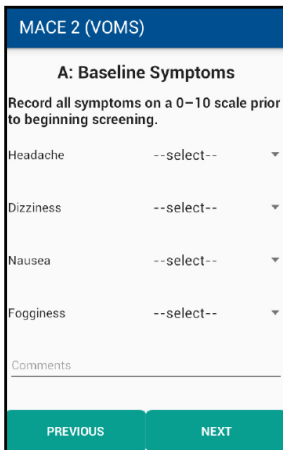 MACE 2 (VOMS)
A: Baseline Symptoms
Record all symptoms on a 0–10 scale prior
to beginning screening.
Headache --select--
Dizziness --select--
Nausea --select--
Fogginess --select--
Comments
PREVIOUS NEXT